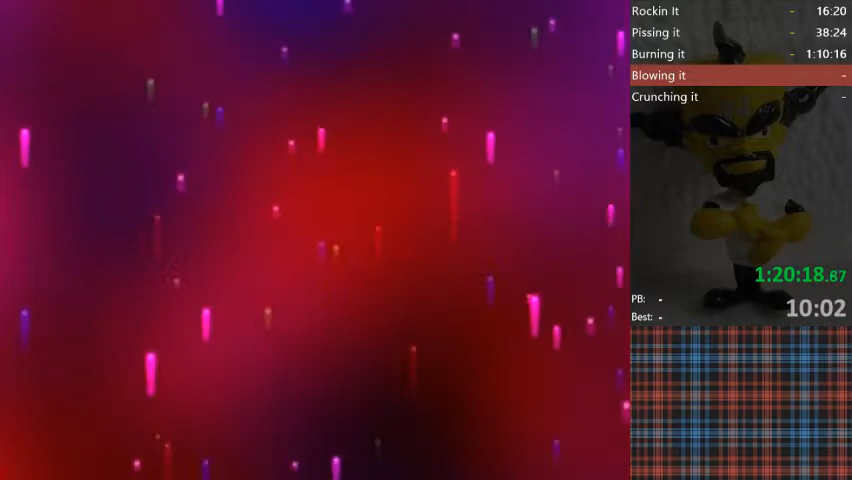 Rockin It - 16:20
Pissing it - 38:24
Burning it - 1:10:16
Blowing it -
Crunching it -
1:20:18.67
PB: - 10:02
Best: -